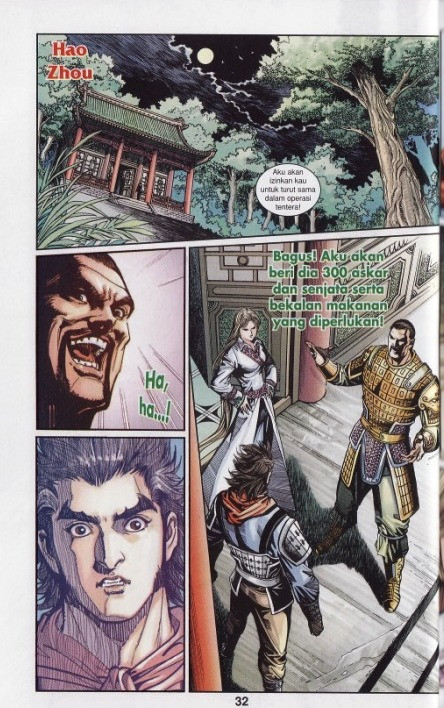 Hao
Zhou
Aku akan
izinkan kau
untuk turut sama
dalam operasi
tentera!
Ha,
ha...!
Bagus! Aku akan
beri dia 300 askar
dan senjata serta
bekalan makanan
yang diperlukan!
32